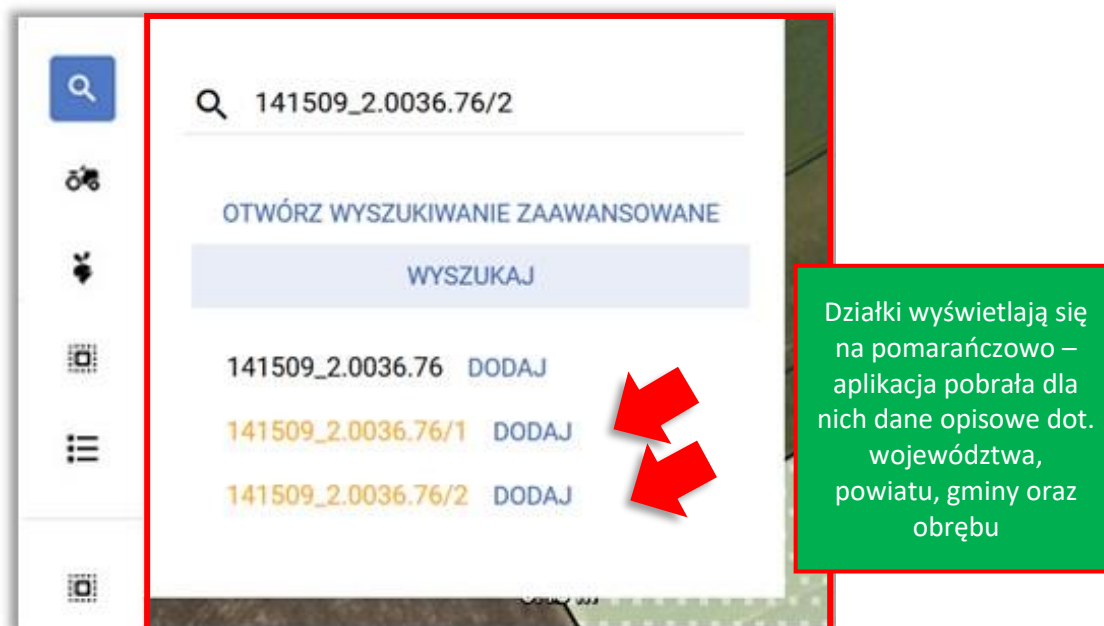 141509_2.0036.76/2
OTWÓRZ WYSZUKIWANIE ZAAWANSOWANE
WYSZUKAJ
141509_2.0036.76 DODAJ
141509_2.0036.76/1 DODAJ
141509_2.0036.76/2 DODAJ
Działki wyświetlają się
na pomarańczowo –
aplikacja pobrała dla
nich dane opisowe dot.
województwa,
powiatu, gminy oraz
obrębu